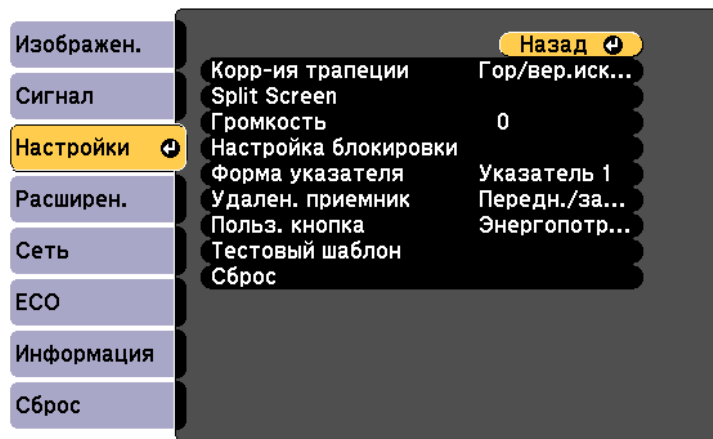 Изображен.
Сигнал
Настройки
Расширен.
Сеть
ECO
Информация
Сброс
Назад
Корр-ия трапеции Гор/вер.иск...
Split Screen
Громкость 0
Настройка блокировки
Форма указателя Указатель 1
Удален. приемник Передн./за...
Польз. кнопка Энергопотр...
Тестовый шаблон
Сброс